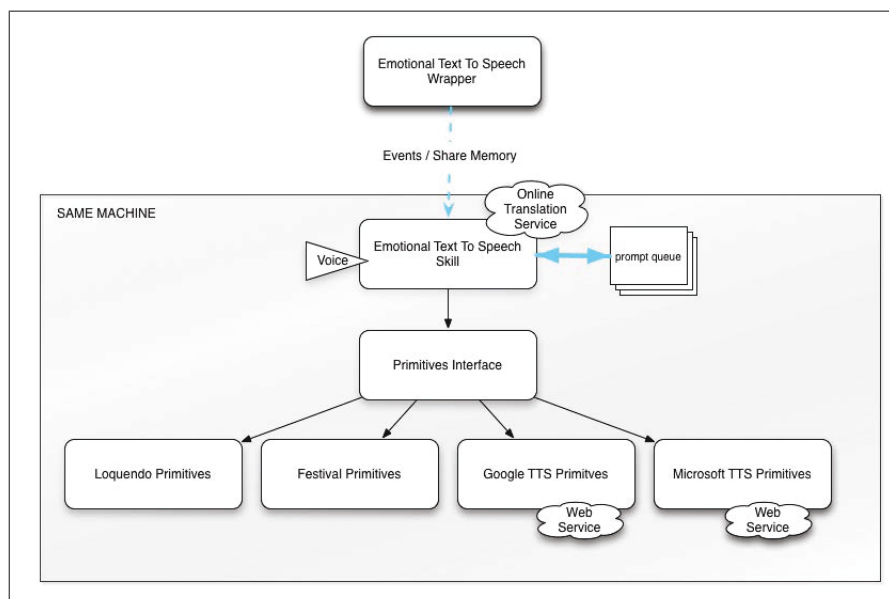 Emotional Text To Speech
Wrapper
Events / Share Memory
SAME MACHINE
Online
Translation
Service
Emotional Text To Speech
Skill
Voice
prompt queue
Primitives Interface
Loquendo Primitives
Festival Primitives
Google TTS Primitves
Microsoft TTS Primitives
Web
Service
Web
Service